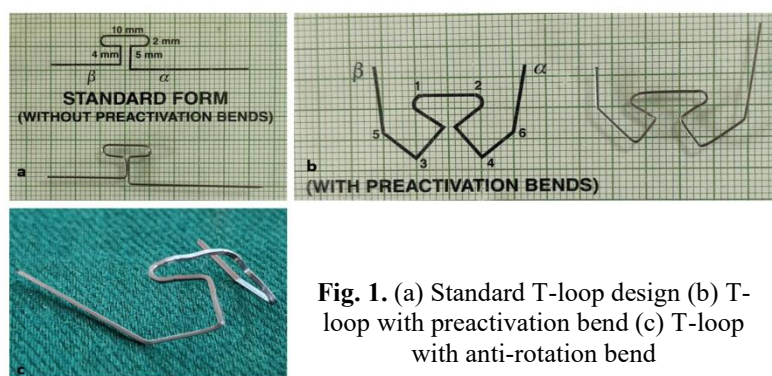 10 mm
2 mm
4 mm
5 mm
β
α
STANDARD FORM
(WITHOUT PREACTIVATION BENDS)
a
β
α
1
2
5
6
3
4
b
(WITH PREACTIVATION BENDS)
c
Fig. 1. (a) Standard T-loop design (b) T-
loop with preactivation bend (c) T-loop
with anti-rotation bend